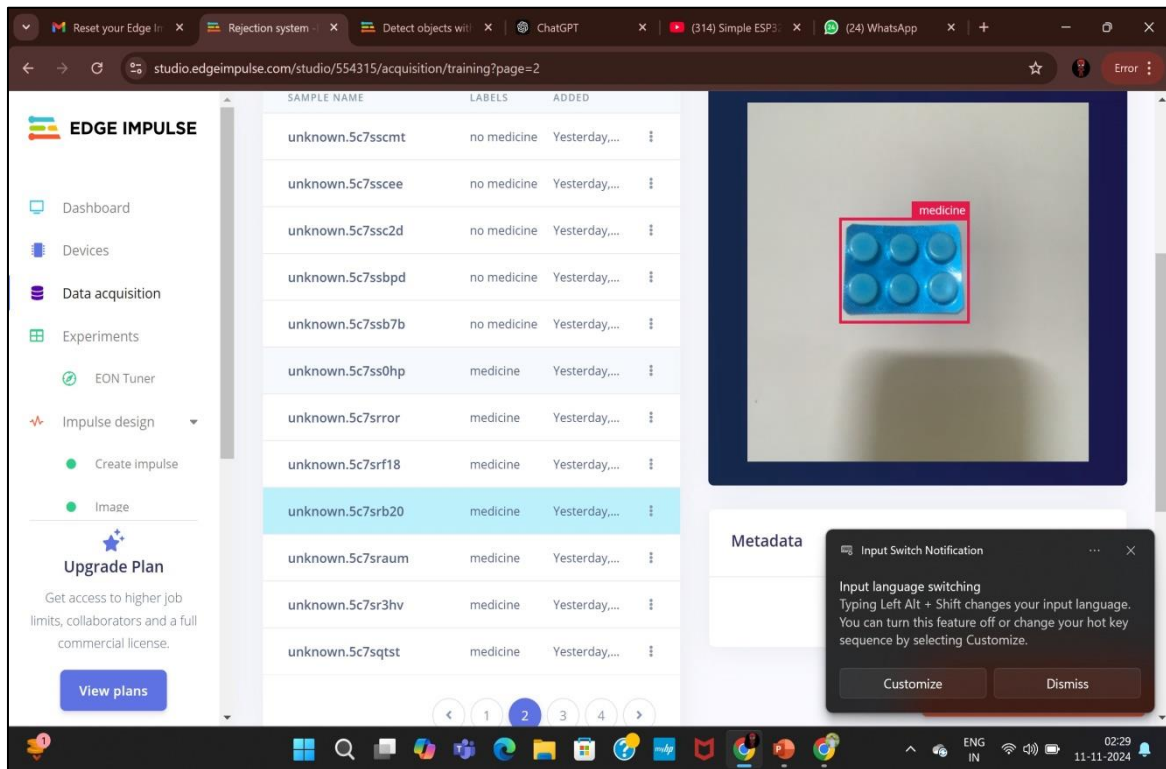 Reset your Edge Im
Rejection system -
Detect objects wit
ChatGPT
(314) Simple ESP32
(24) WhatsApp
studio.edgeimpulse.com/studio/554315/acquisition/training?page=2
Error
EDGE IMPULSE
Dashboard
Devices
Data acquisition
Experiments
EON Tuner
Impulse design
Create impulse
Image
Upgrade Plan
Get access to higher job
limits, collaborators and a full
commercial license.
View plans
SAMPLE NAME LABELS ADDED
unknown.5c7sscmt no medicine Yesterday,...
unknown.5c7sscee no medicine Yesterday,...
unknown.5c7ssc2d no medicine Yesterday,...
unknown.5c7ssbpd no medicine Yesterday,...
unknown.5c7ssb7b no medicine Yesterday,...
unknown.5c7ss0hp medicine Yesterday,...
unknown.5c7srror medicine Yesterday,...
unknown.5c7srf18 medicine Yesterday,...
unknown.5c7srb20 medicine Yesterday,...
unknown.5c7sraum medicine Yesterday,...
unknown.5c7sr3hv medicine Yesterday,...
unknown.5c7sqtst medicine Yesterday,...
1 2 3 4
medicine
Metadata
Input Switch Notification
Input language switching
Typing Left Alt + Shift changes your input language.
You can turn this feature off or change your hot key
sequence by selecting Customize.
Customize Dismiss
1
myhp
ENG
IN
02:29
11-11-2024